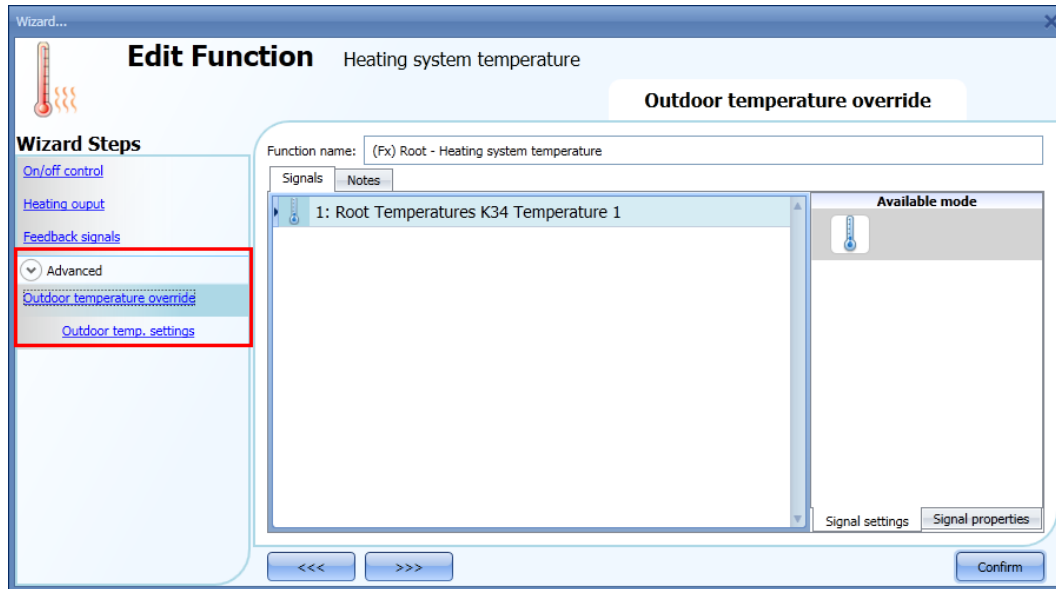 Wizard...
Edit Function Heating system temperature
Outdoor temperature override
Wizard Steps
On/off control
Heating ouput
Feedback signals
Advanced
Outdoor temperature override
Outdoor temp. settings
Function name: (Fx) Root - Heating system temperature
Signals Notes
1: Root Temperatures K34 Temperature 1
Available mode
Signal settings Signal properties
<<< >>> Confirm